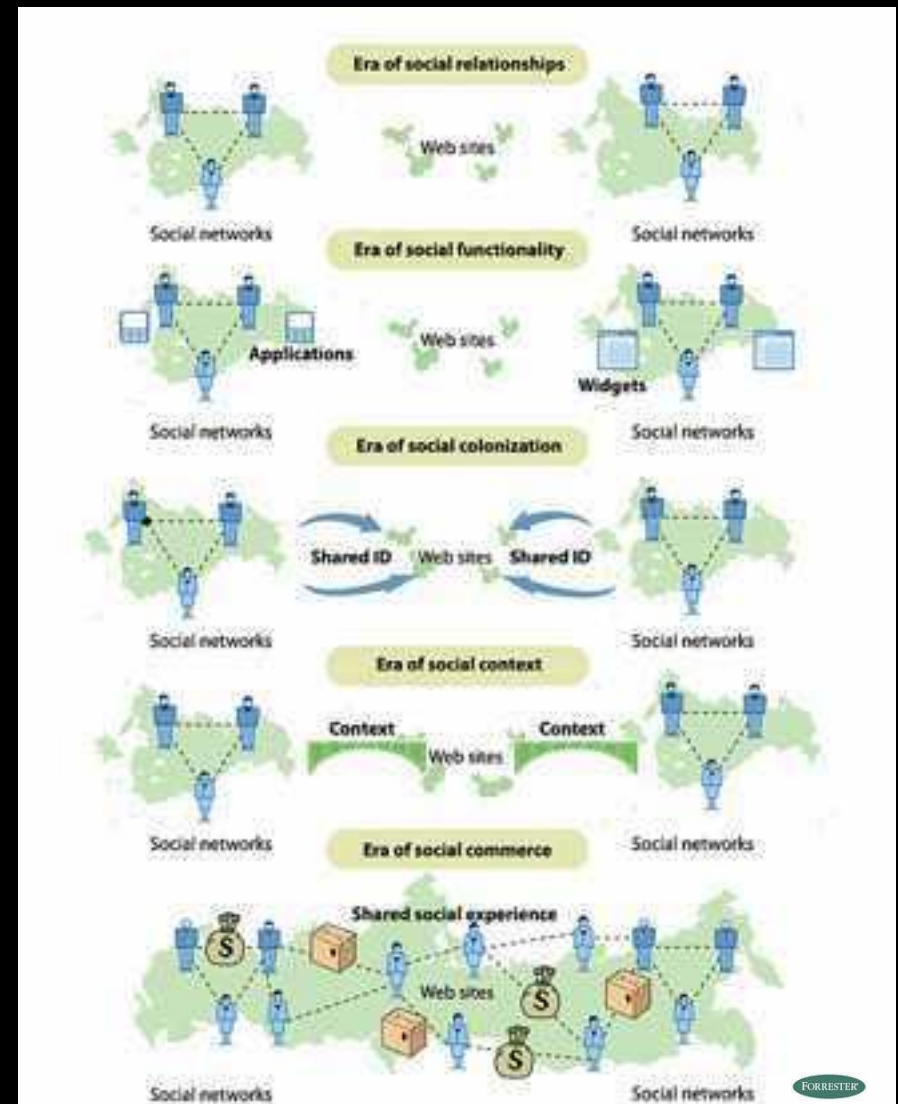 Era of social relationships
Web sites
Social networks
Social networks
Era of social functionality
Web sites
Applications
Widgets
Social networks
Social networks
Era of social colonization
Shared ID
Web sites
Shared ID
Social networks
Social networks
Era of social context
Context
Context
Web sites
Social networks
Social networks
Era of social commerce
Shared social experience
$
Web sites
$
$
Social networks
Social networks
FORRESTER®